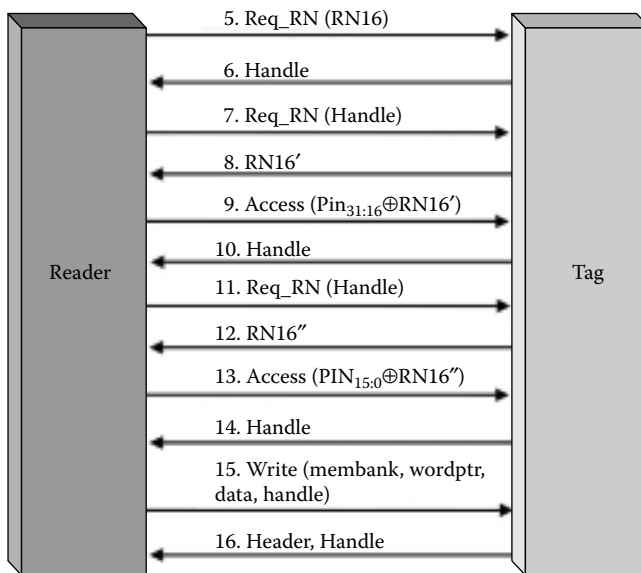 5. Req_RN (RN16)
6. Handle
7. Req_RN (Handle)
8. RN16′
9. Access (Pin₃₁:₁₆⊕RN16′)
10. Handle
Reader
Tag
11. Req_RN (Handle)
12. RN16″
13. Access (PIN₁₅:₀⊕RN16″)
14. Handle
15. Write (membank, wordptr,
data, handle)
16. Header, Handle